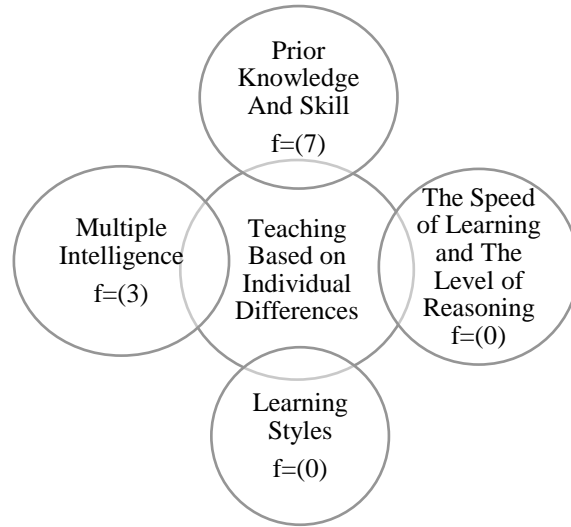 Prior
Knowledge
And Skill
f=(7)
Multiple
Intelligence
f=(3)
Teaching
Based on
Individual
Differences
The Speed
of Learning
and The
Level of
Reasoning
f=(0)
Learning
Styles
f=(0)